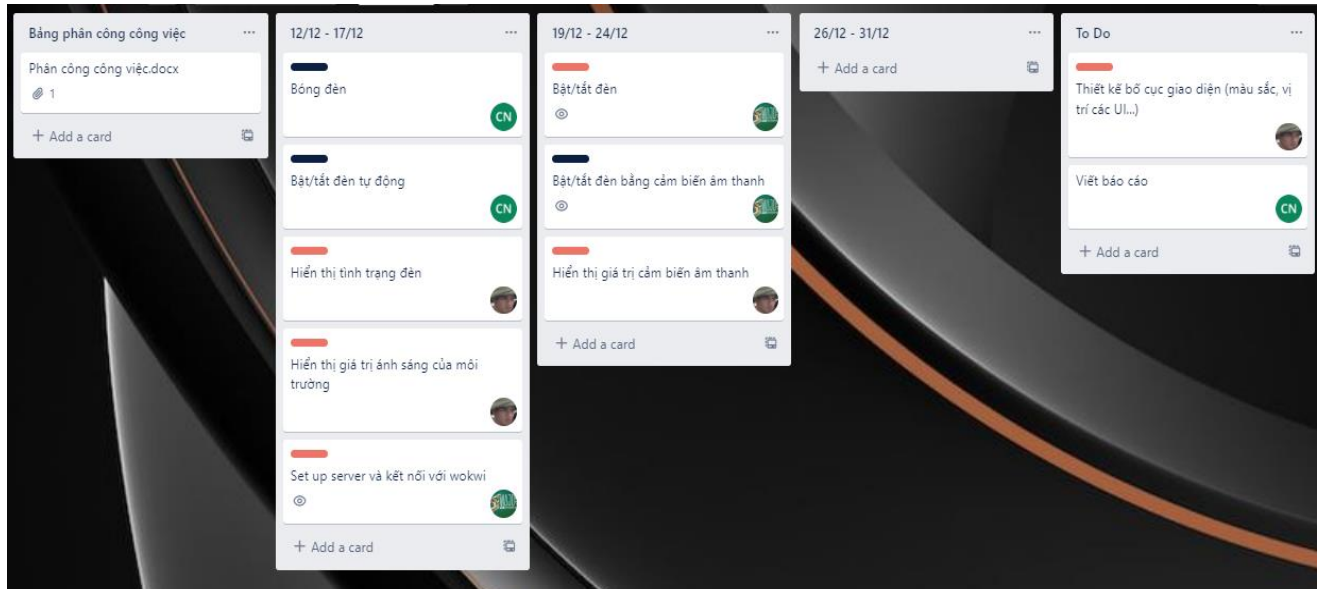 Bảng phân công công việc
Phân công công việc.docx
1
+ Add a card
12/12 - 17/12
Bóng đèn
CN
Bật/tắt đèn tự động
CN
Hiển thị tình trạng đèn
Hiển thị giá trị ánh sáng của môi
trường
Set up server và kết nối với wokwi
+ Add a card
19/12 - 24/12
Bật/tắt đèn
Bật/tắt đèn bằng cảm biến âm thanh
Hiển thị giá trị cảm biến âm thanh
+ Add a card
26/12 - 31/12
+ Add a card
To Do
Thiết kế bố cục giao diện (màu sắc, vị
trí các UI...)
Viết báo cáo
CN
+ Add a card